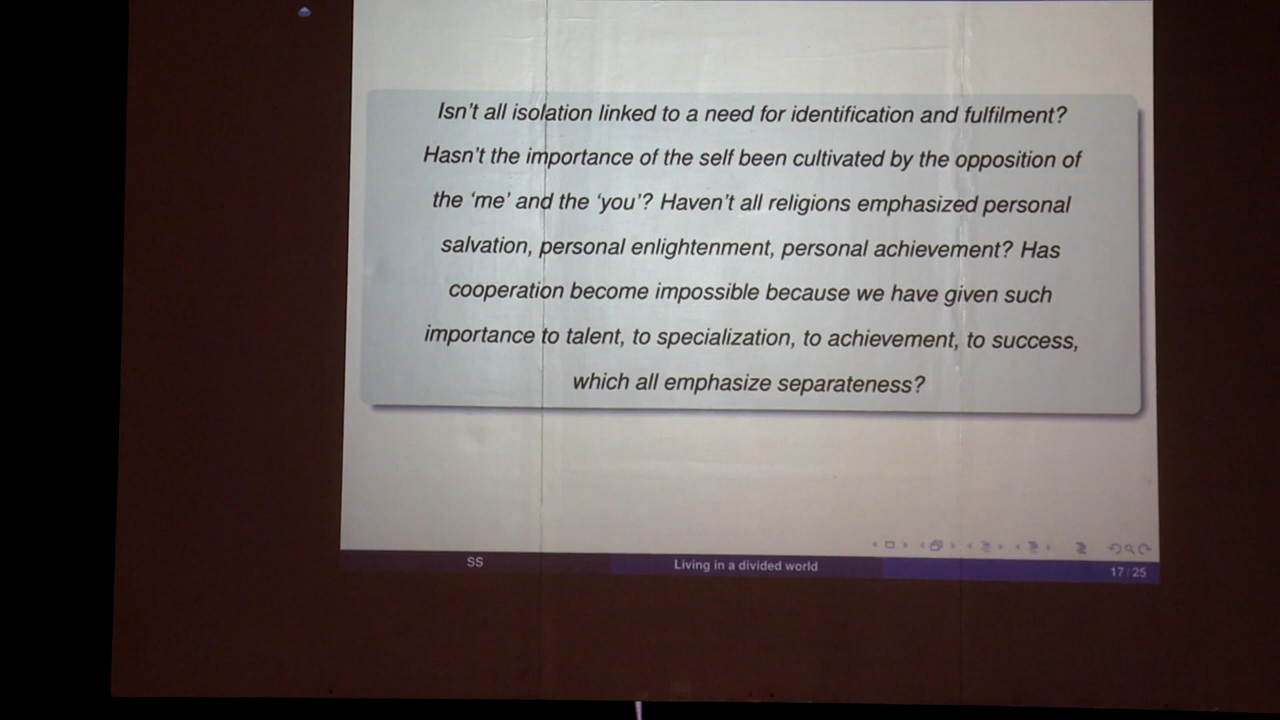 Isn't all isolation linked to a need for identification and fulfilment?
Hasn't the importance of the self been cultivated by the opposition of
the 'me' and the 'you'? Haven't all religions emphasized personal
salvation, personal enlightenment, personal achievement? Has
cooperation become impossible because we have given such
importance to talent, to specialization, to achievement, to success,
which all emphasize separateness?
SS
Living in a divided world
17/25